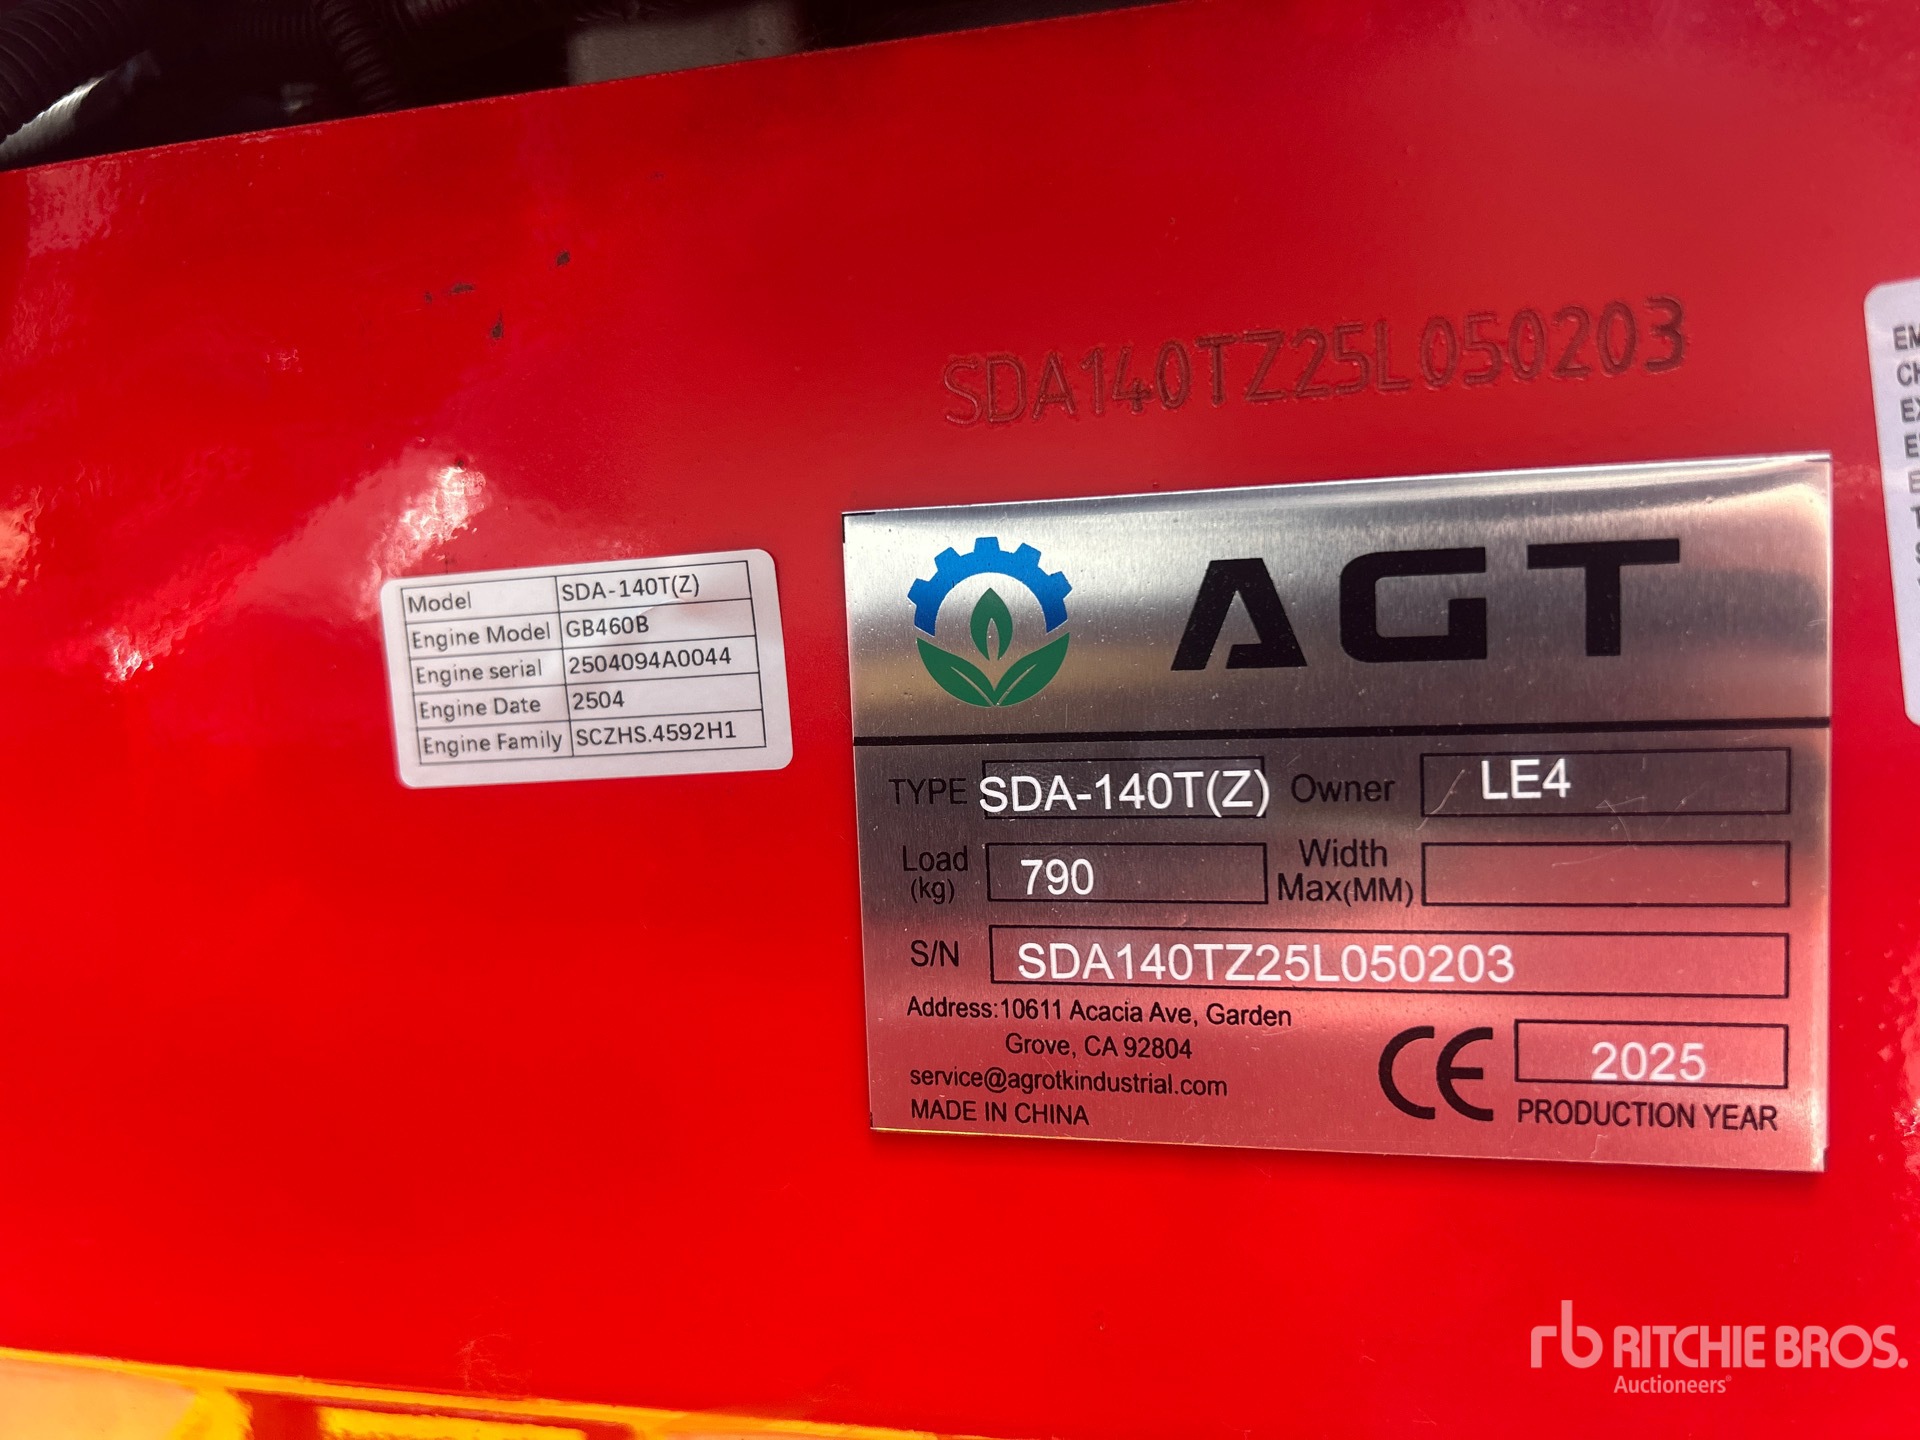 SDA140TZ25L050203
Model SDA-140T(Z)
Engine Model GB460B
Engine serial 2504094A0044
Engine Date 2504
Engine Family SCZHS.4592H1
AGT
TYPE SDA-140T(Z) Owner LE4
Load (kg) 790 Width Max(MM)
S/N SDA140TZ25L050203
Address:10611 Acacia Ave, Garden
Grove, CA 92804
service@agrotkindustrial.com
MADE IN CHINA
CE 2025
PRODUCTION YEAR
rb RITCHIE BROS.
Auctioneers